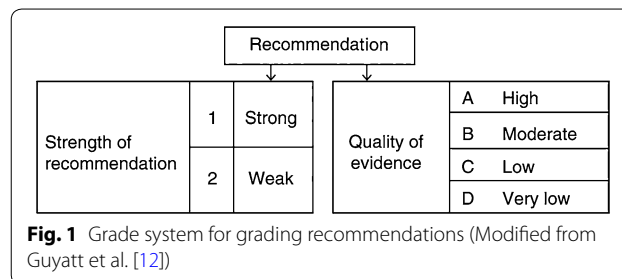 Recommendation
Strength of
recommendation
1 Strong
2 Weak
Quality of
evidence
A High
B Moderate
C Low
D Very low
Fig. 1 Grade system for grading recommendations (Modified from
Guyatt et al. [12])